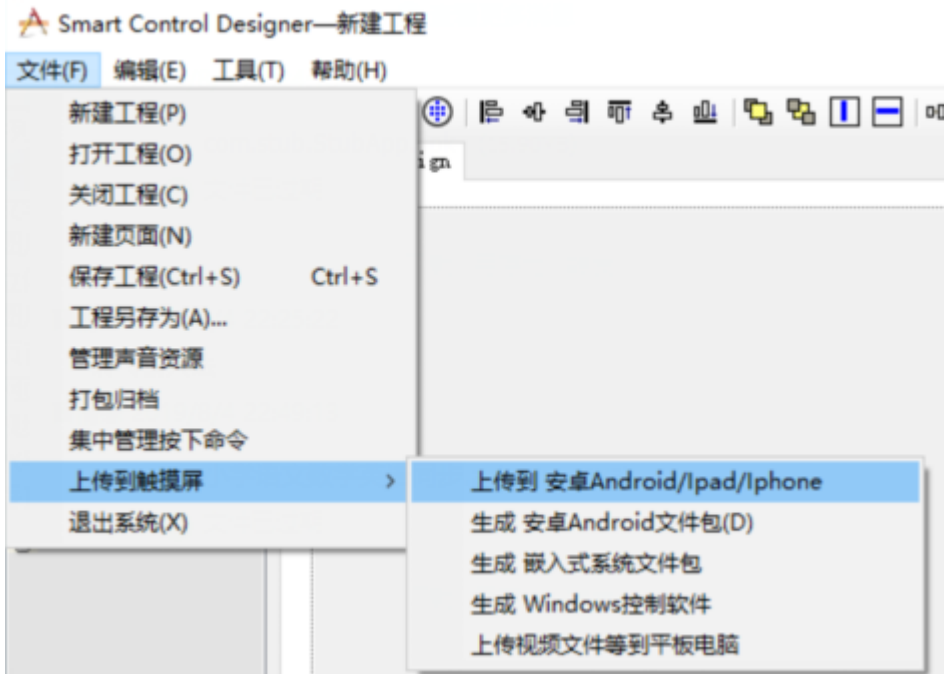 Smart Control Designer—新建工程
文件(F) 编辑(E) 工具(T) 帮助(H)
新建工程(P)
打开工程(O)
ign
关闭工程(C)
新建页面(N)
保存工程(Ctrl+S) Ctrl+S
工程另存为(A)...
管理声音资源
打包归档
集中管理按下命令
上传到触摸屏 >
上传到 安卓Android/Ipad/Iphone
退出系统(X)
生成 安卓Android文件包(D)
生成 嵌入式系统文件包
生成 Windows控制软件
上传视频文件等到平板电脑